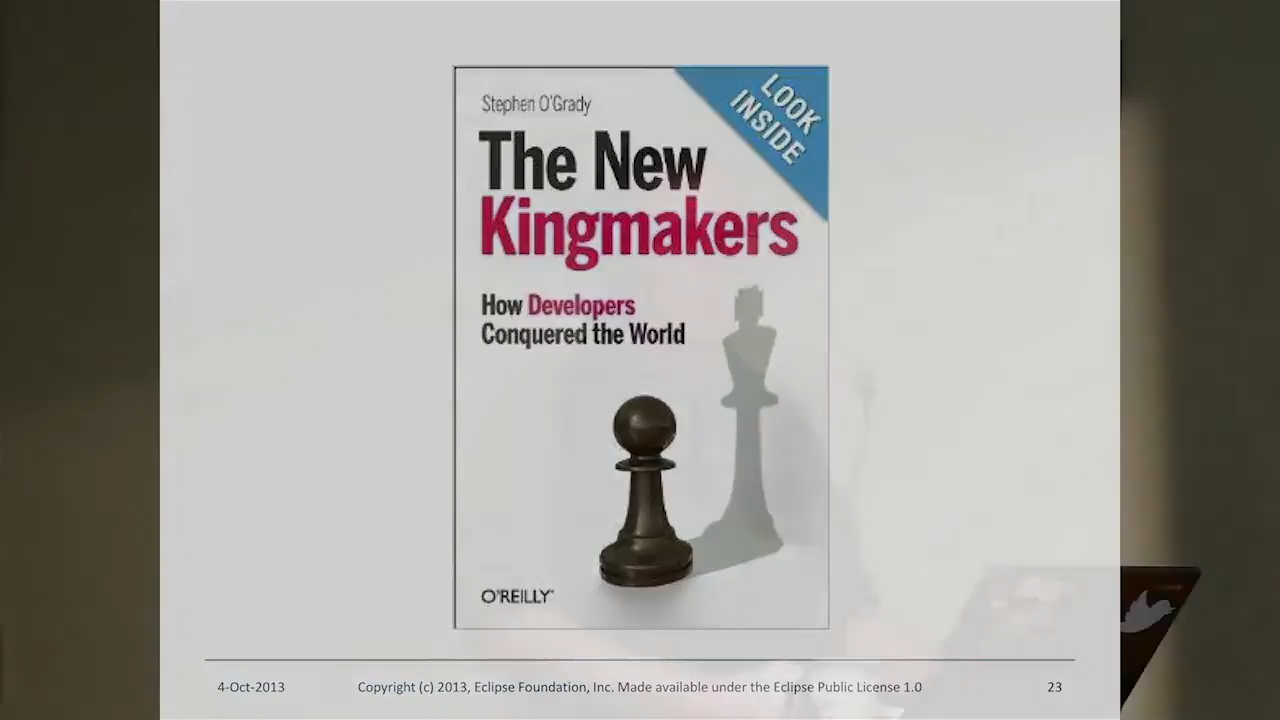 Stephen O'Grady
LOOK
INSIDE
The New
Kingmakers
How Developers
Conquered the World
O'REILLY
4-Oct-2013
Copyright (c) 2013, Eclipse Foundation, Inc. Made available under the Eclipse Public License 1.0
23